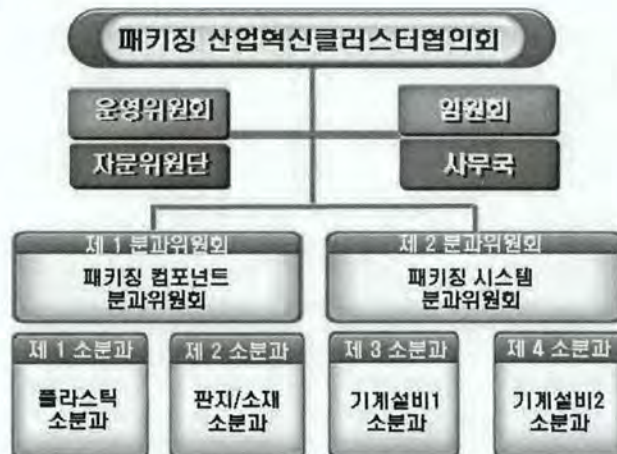 패키징 산업혁신클러스터협의회
운영위원회
임원회
자문위원단
사무국
제 1 분과위원회
패키징 컴포넌트
분과위원회
제 2 분과위원회
패키징 시스템
분과위원회
제 1 소분과
플라스틱
소분과
제 2 소분과
판지/소재
소분과
제 3 소분과
기계설비1
소분과
제 4 소분과
기계설비2
소분과